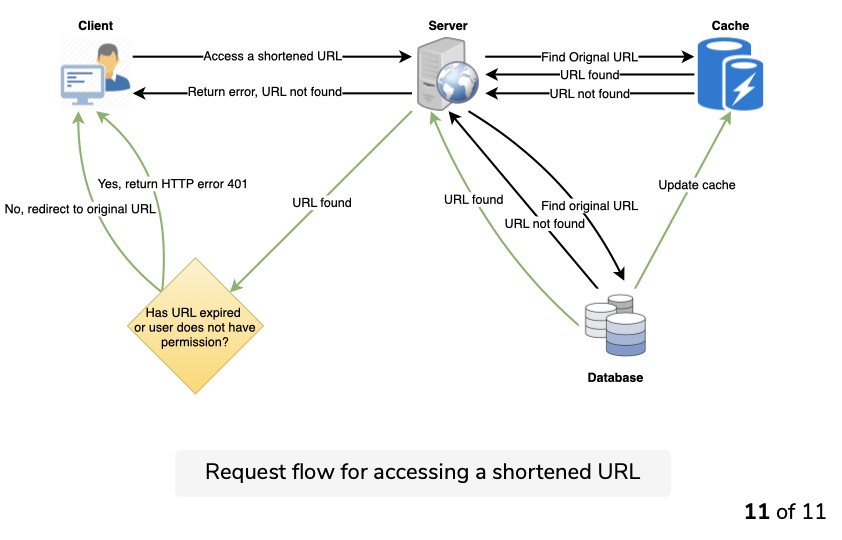 Client
Server
Cache
Access a shortened URL
Find Orignal URL
URL found
Return error, URL not found
URL not found
Yes, return HTTP error 401
No, redirect to original URL
URL found
URL found
Find original URL
URL not found
Update cache
Has URL expired
or user does not have
permission?
Database
Request flow for accessing a shortened URL
11 of 11